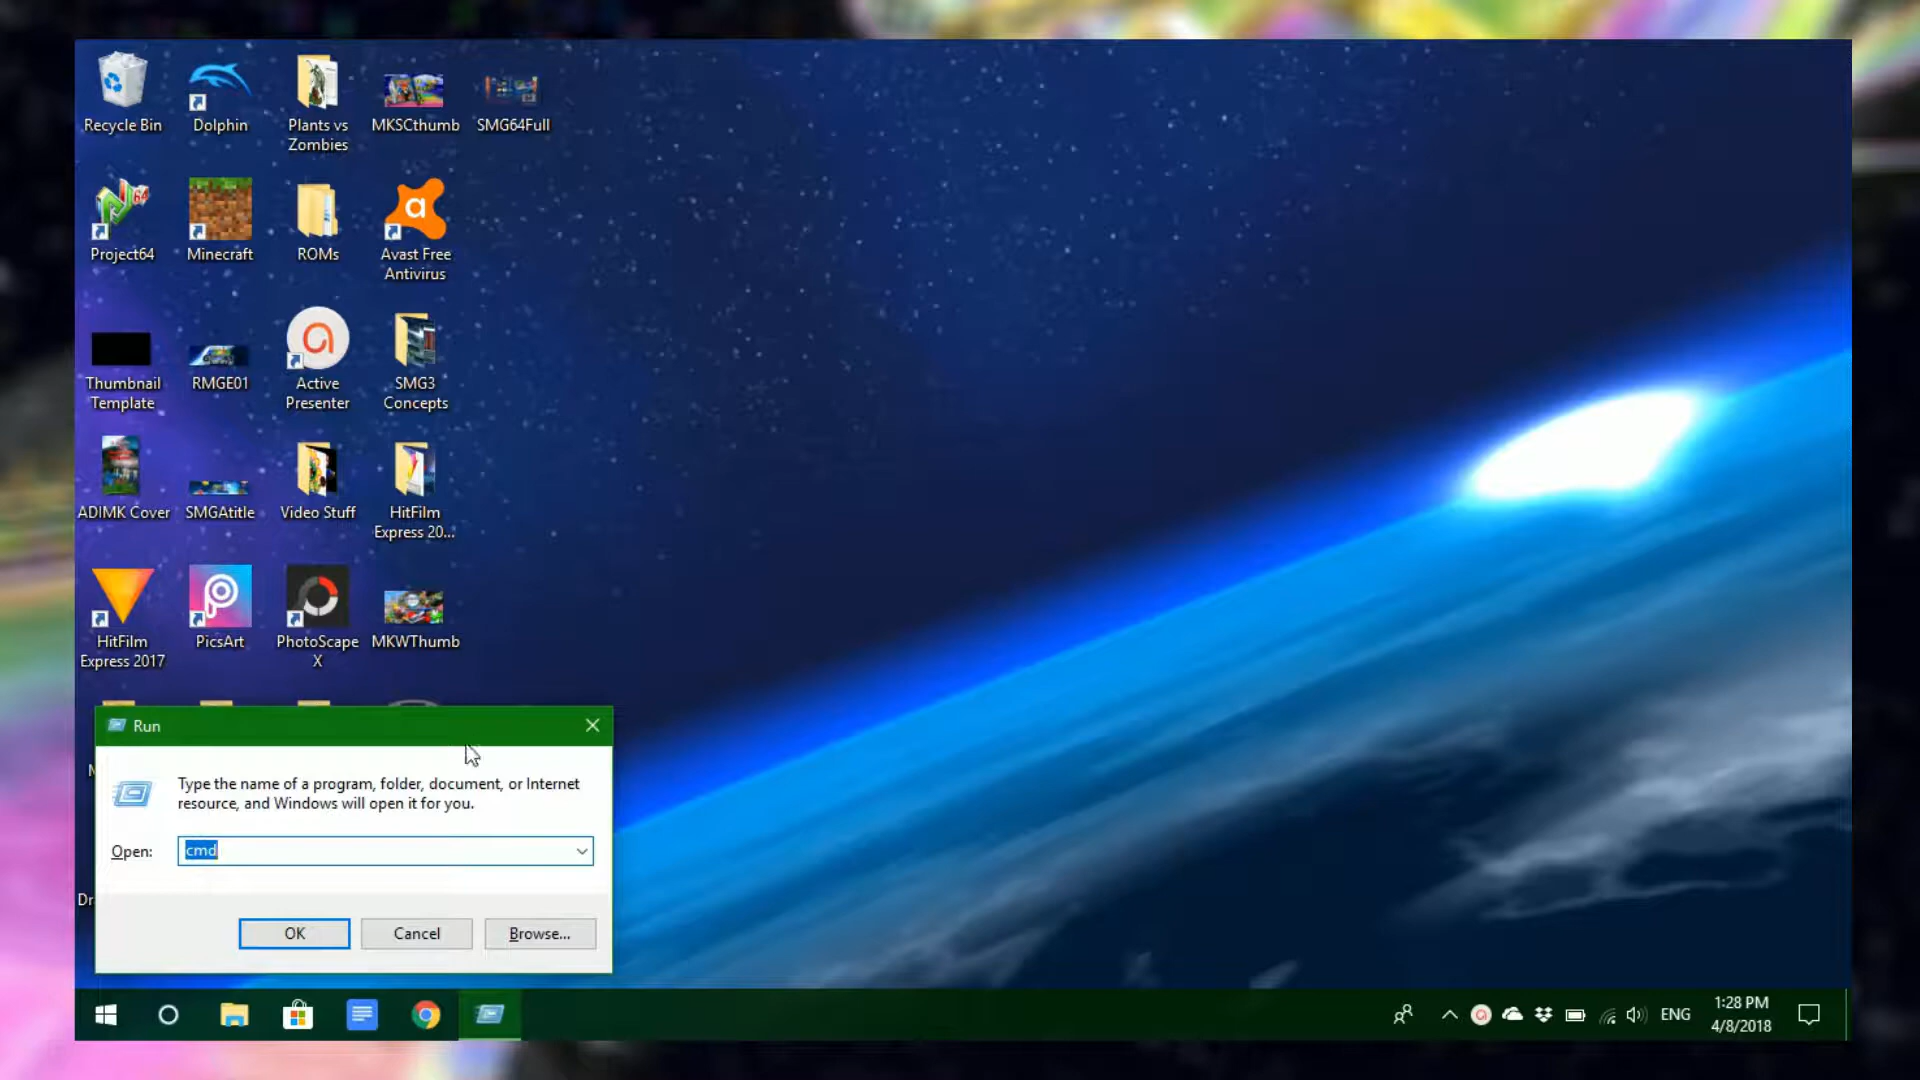 Recycle Bin
Dolphin
Plants vs
Zombies
MKSCthumb
SMG64Full
64
Project64
Minecraft
ROMs
a
Avast Free
Antivirus
Thumbnail
Template
RMGE01
Active
Presenter
SMG3
Concepts
ADIMK Cover
SMGAtitle
Video Stuff
HitFilm
Express 20...
HitFilm
Express 2017
PicsArt
PhotoScape
X
MKWThumb
Run
Type the name of a program, folder, document, or Internet
resource, and Windows will open it for you.
Open:
cmd
Dr
OK
Cancel
Browse...
ENG
1:28 PM
4/8/2018